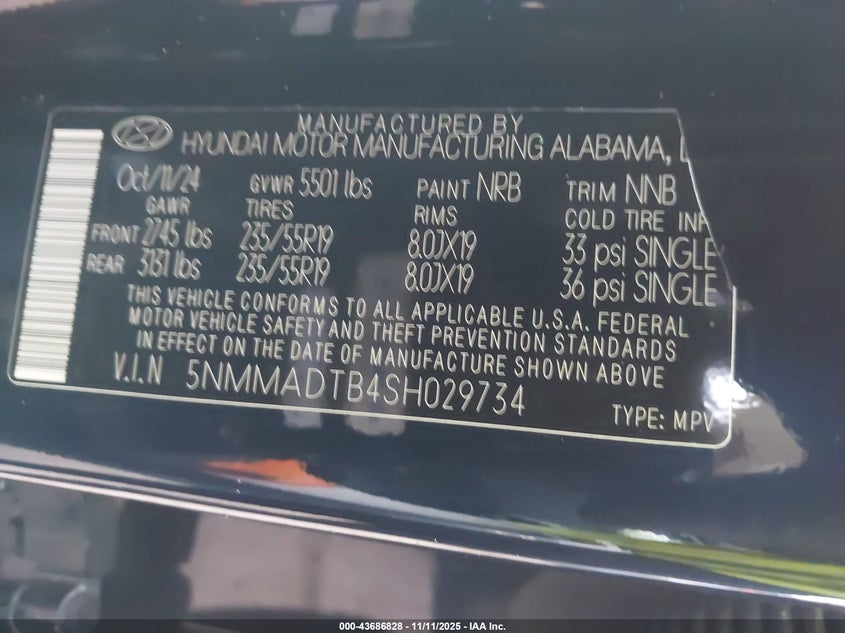 MANUFACTURED BY
HYUNDAI MOTOR MANUFACTURING ALABAMA, L
Oct/11/24 GVWR 5501 lbs PAINT NRB TRIM NNB
GAWR TIRES RIMS COLD TIRE INF
FRONT 2745 lbs 235/55R19 8.0JX19 33 psi SINGLE
REAR 3131 lbs 235/55R19 8.0JX19 36 psi SINGLE
THIS VEHICLE CONFORMS TO ALL APPLICABLE U.S.A. FEDERAL
MOTOR VEHICLE SAFETY AND THEFT PREVENTION STANDARDS
IN EFFECT ON THE DATE OF MANUFACTURE SHOWN ABOVE
V.I.N 5NMMADTB4SH029734
TYPE: MPV
000-43686828 - 11/11/2025 - IAA Inc.